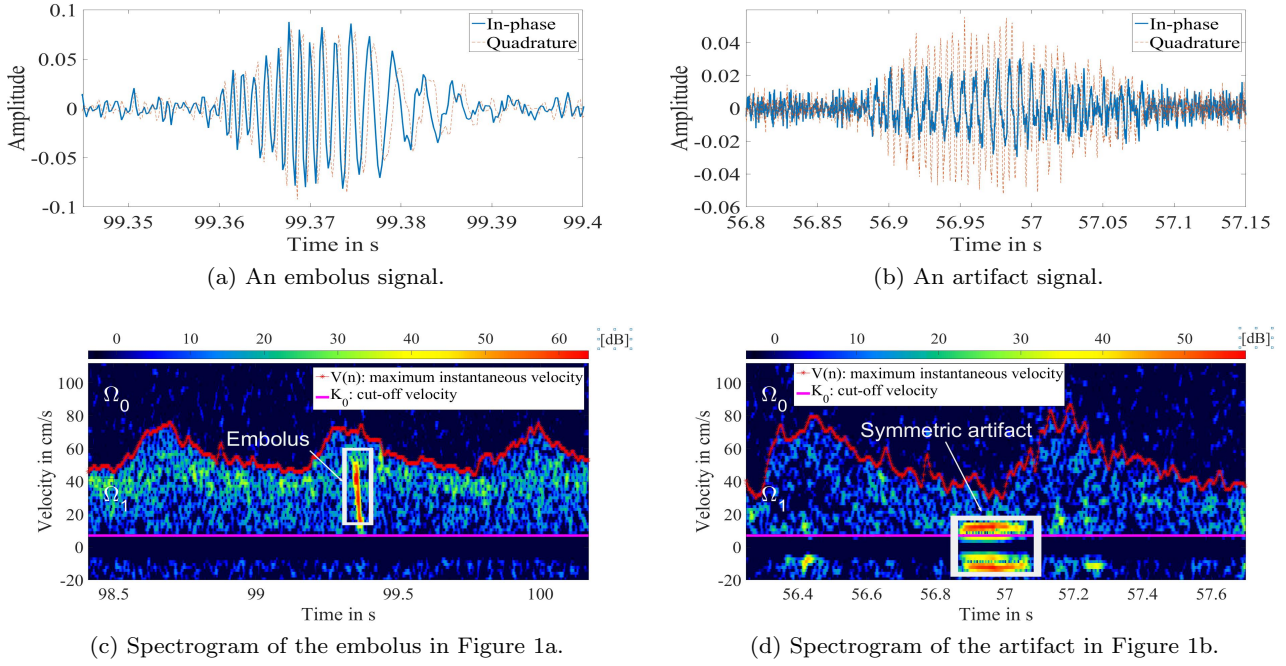 In-phase
Quadrature
Amplitude
0.1
0.05
0
-0.05
-0.1
99.35 99.36 99.37 99.38 99.39 99.4
Time in s
(a) An embolus signal.
In-phase
Quadrature
Amplitude
0.04
0.02
0
-0.02
-0.04
-0.06
56.8 56.85 56.9 56.95 57 57.05 57.1 57.15
Time in s
(b) An artifact signal.
0 10 20 30 40 50 60 [dB]
V(n): maximum instantaneous velocity
K0: cut-off velocity
Ω0
Embolus
Ω1
Velocity in cm/s
100
80
60
40
20
0
-20
98.5 99 99.5 100
Time in s
(c) Spectrogram of the embolus in Figure 1a.
0 10 20 30 40 50 [dB]
V(n): maximum instantaneous velocity
K0: cut-off velocity
Ω0
Symmetric artifact
Ω1
Velocity in cm/s
100
80
60
40
20
0
-20
56.4 56.6 56.8 57 57.2 57.4 57.6
Time in s
(d) Spectrogram of the artifact in Figure 1b.